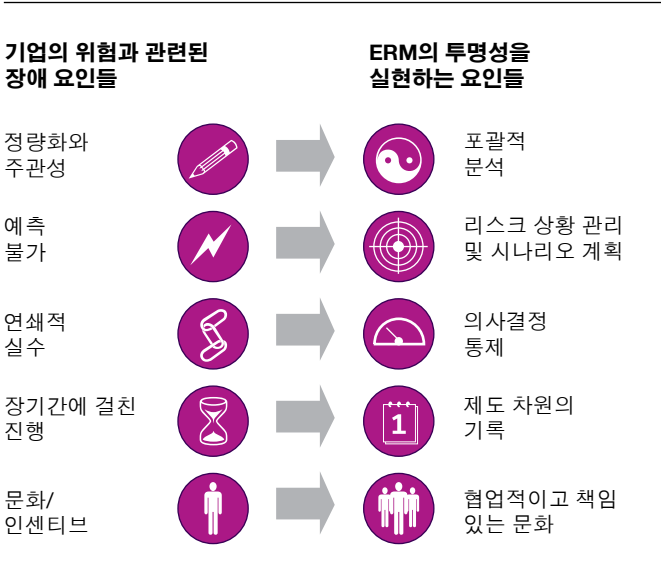 기업의 위험과 관련된
장애 요인들
ERM의 투명성을
실현하는 요인들
정량화와
주관성
포괄적
분석
예측
불가
리스크 상황 관리
및 시나리오 계획
연쇄적
실수
의사결정
통제
장기간에 걸친
진행
1
제도 차원의
기록
문화/
인센티브
협업적이고 책임
있는 문화